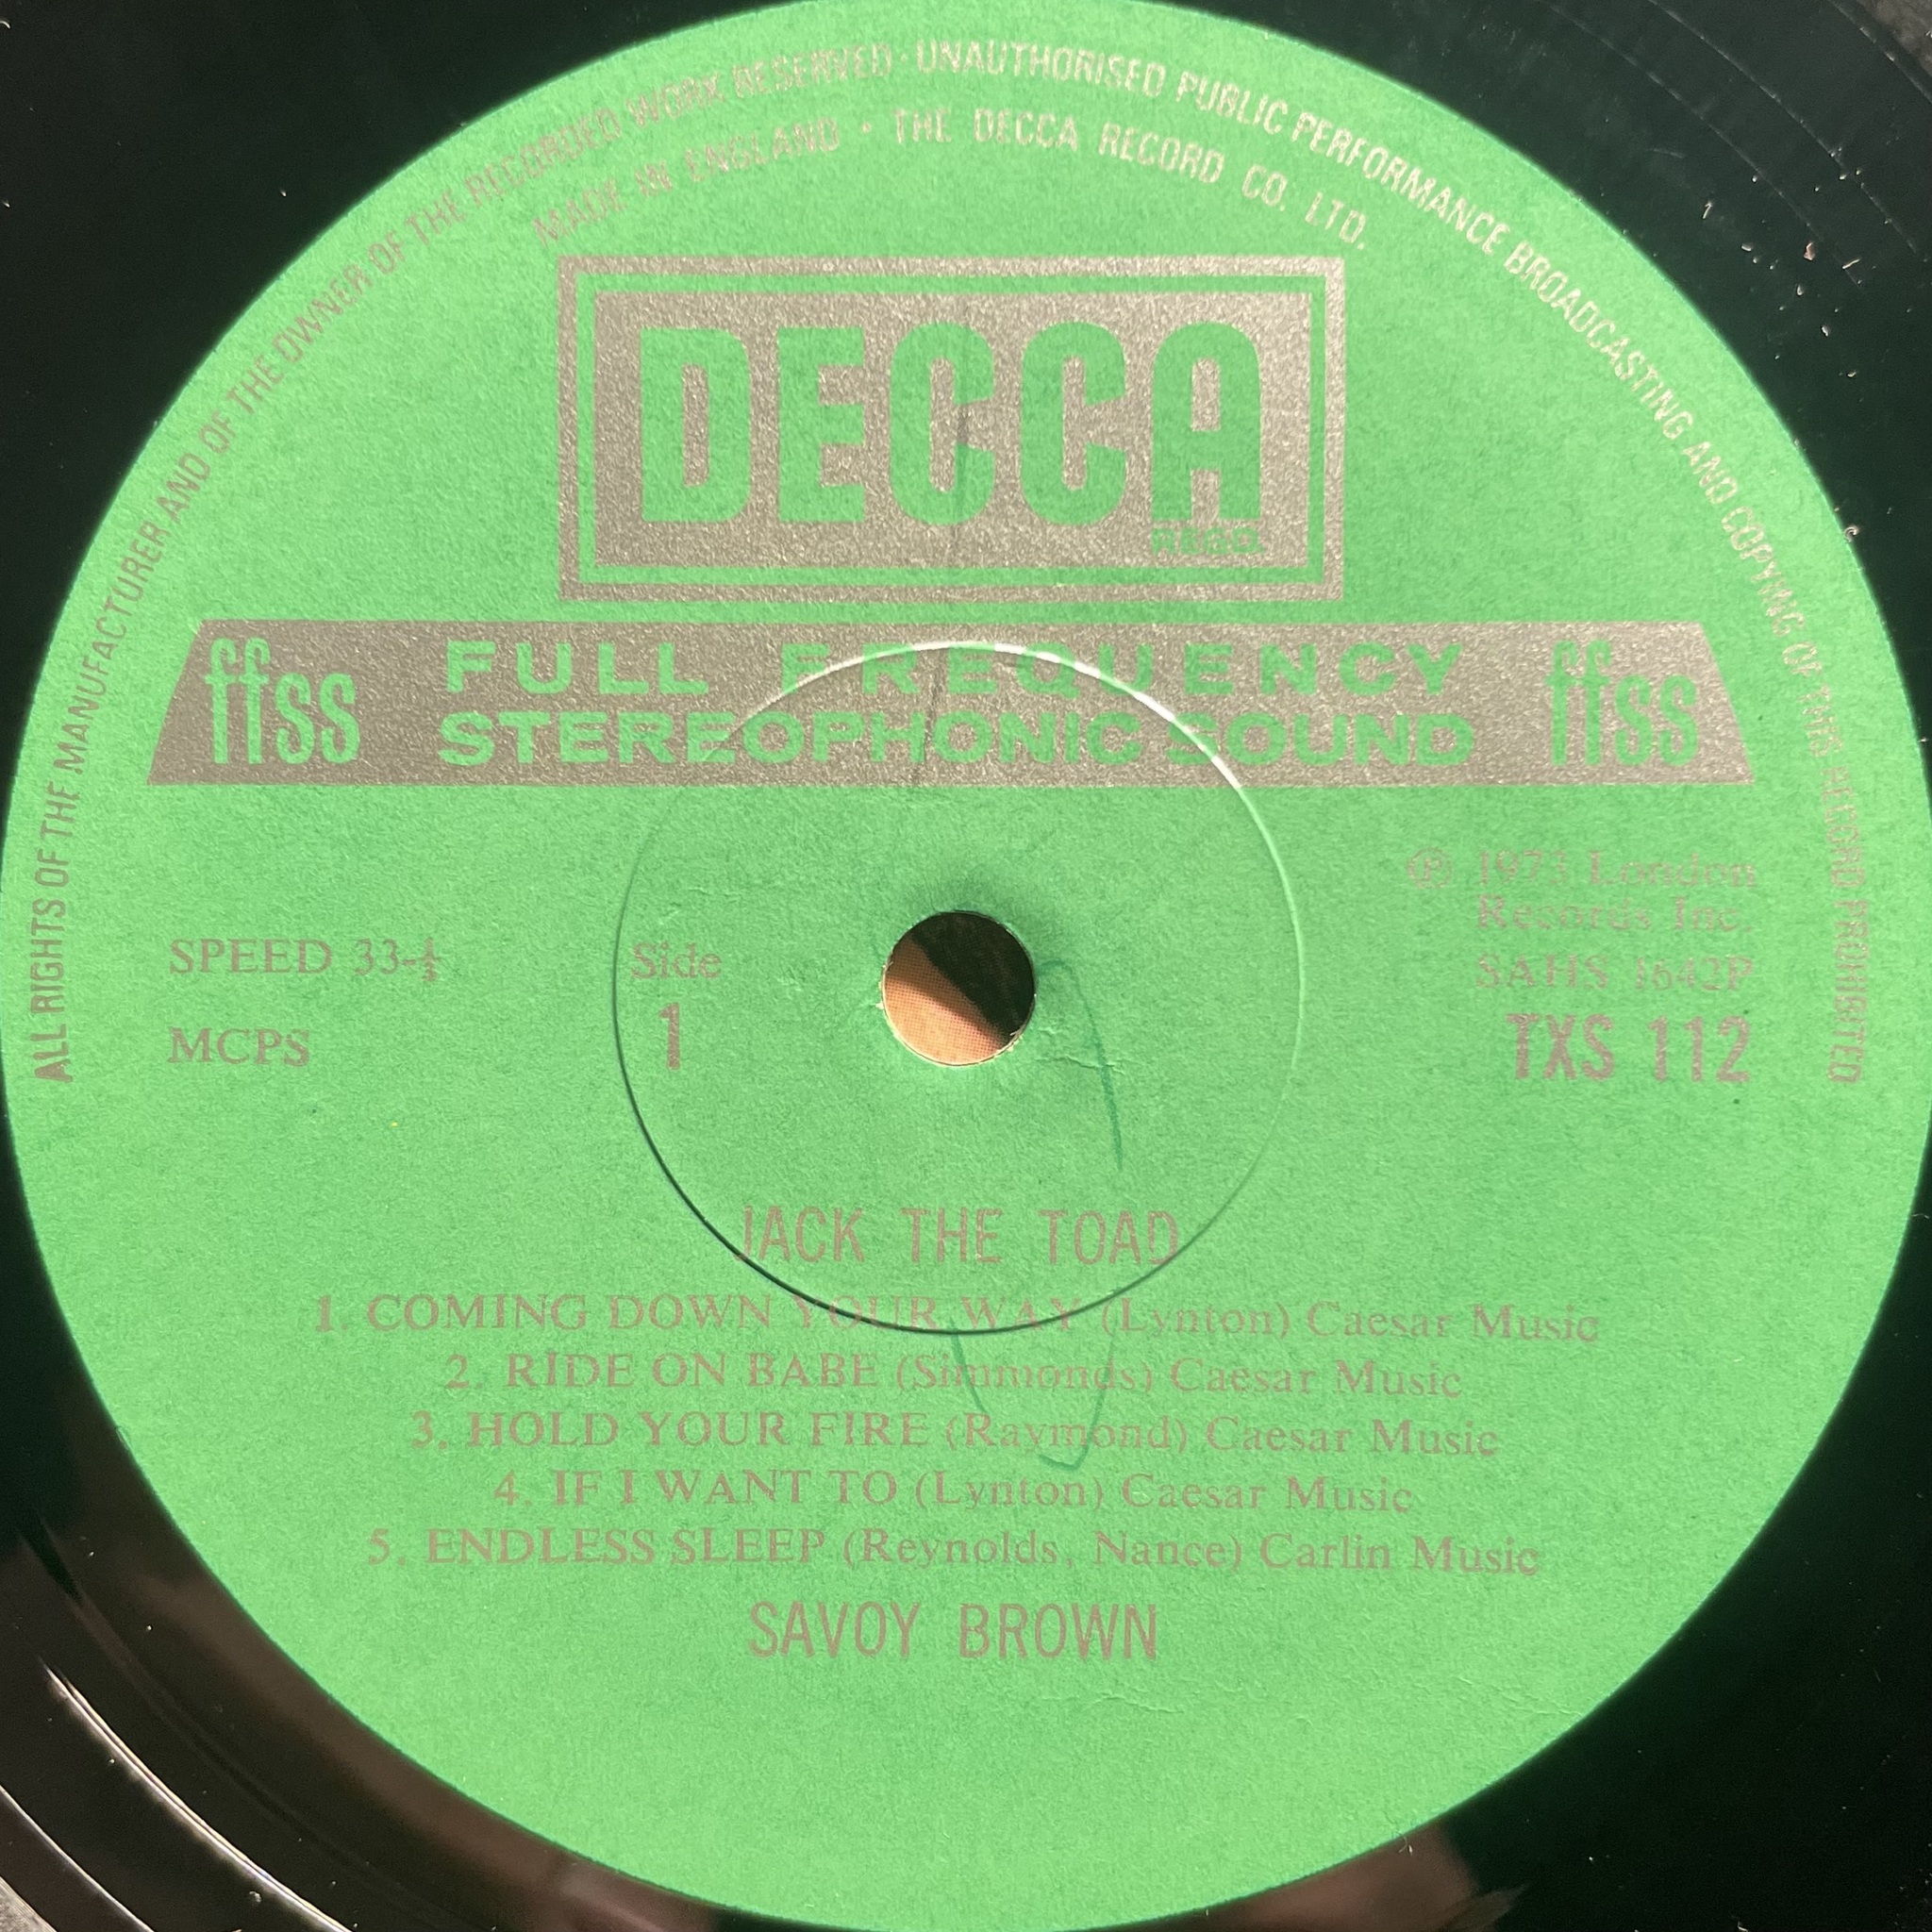 ALL RIGHTS OF THE MANUFACTURER AND OF THE OWNER OF THE RECORDED WORK RESERVED · UNAUTHORISED PUBLIC PERFORMANCE BROADCASTING AND COPYING OF THIS RECORD PROHIBITED
MADE IN ENGLAND • THE DECCA RECORD CO. LTD.
DECCA
REGD.
ffss FULL FREQUENCY STEREOPHONIC SOUND ffss
℗ 1973 London
Records Inc.
SPEED 33-⅓
Side
SAHS 1642P
MCPS
1
TXS 112
JACK THE TOAD
1. COMING DOWN YOUR WAY (Lynton) Caesar Music
2. RIDE ON BABE (Simmonds) Caesar Music
3. HOLD YOUR FIRE (Raymond) Caesar Music
4. IF I WANT TO (Lynton) Caesar Music
5. ENDLESS SLEEP (Reynolds, Nance) Carlin Music
SAVOY BROWN